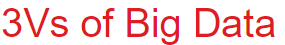 3Vs of Big Data